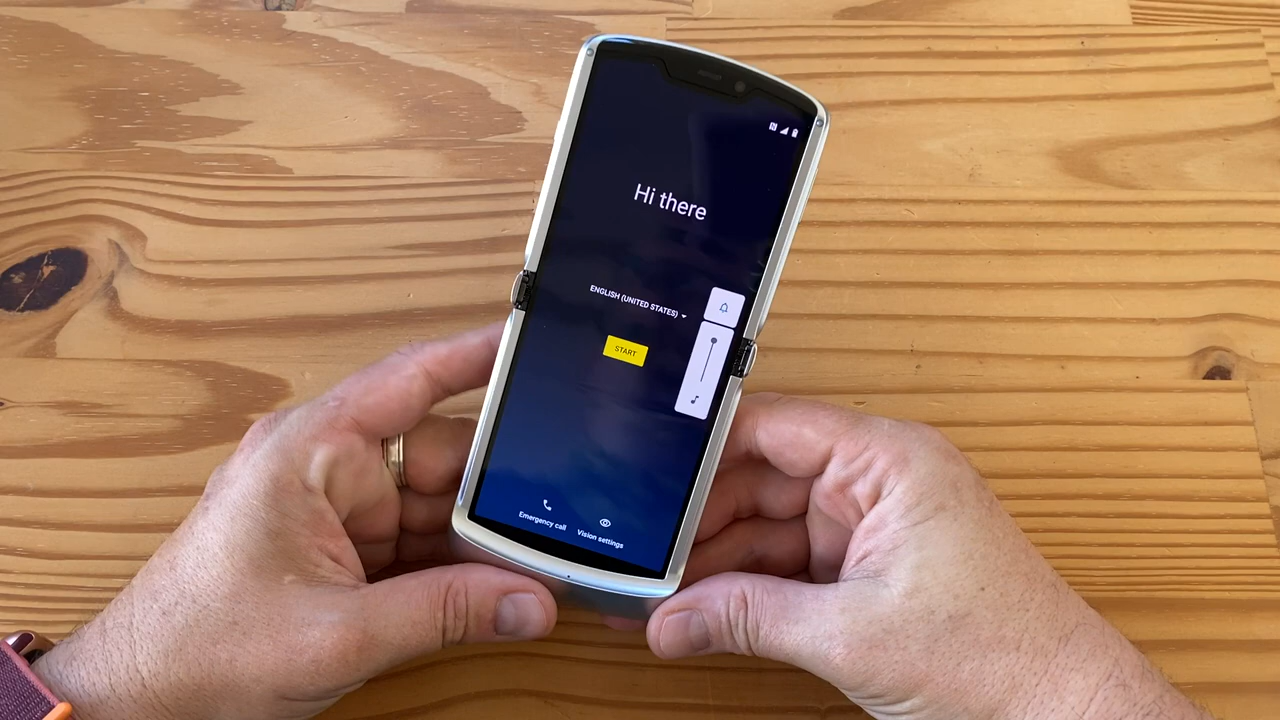 Hi there
ENGLISH (UNITED STATES)
START
Emergency call
Vision settings